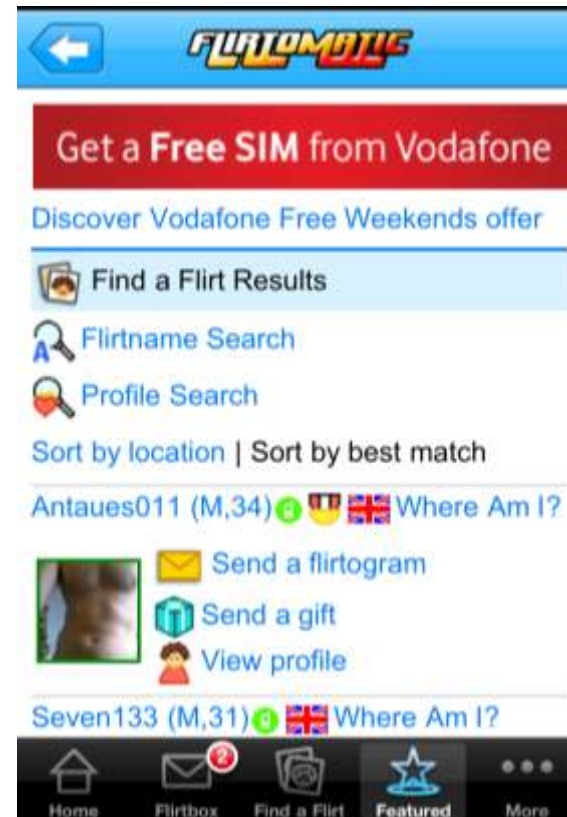 FLIRTOMATIC
Get a Free SIM from Vodafone
Discover Vodafone Free Weekends offer
Find a Flirt Results
A Flirtname Search
Profile Search
Sort by location | Sort by best match
Antaues011 (M,34) Where Am I?
Send a flirtogram
Send a gift
View profile
Seven133 (M,31) Where Am I?
2
Home Flirtbox Find a Flirt Featured More